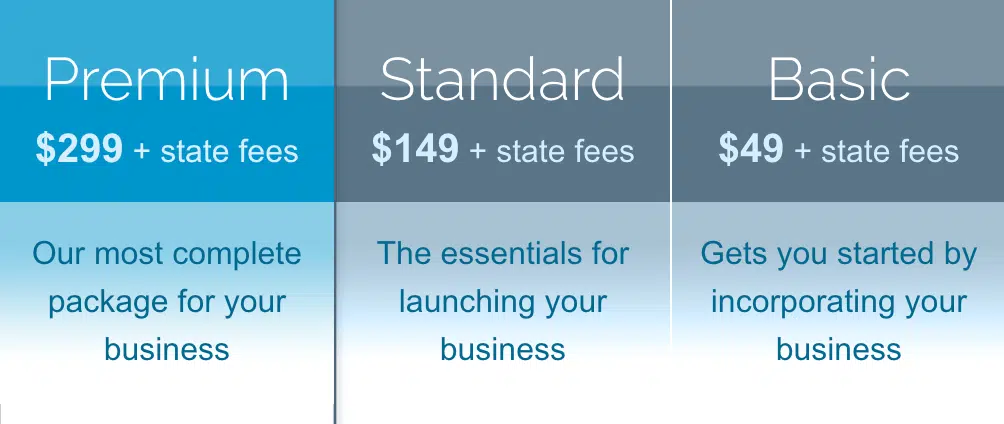 Premium
$299 + state fees
Our most complete
package for your
business
Standard
$149 + state fees
The essentials for
launching your
business
Basic
$49 + state fees
Gets you started by
incorporating your
business